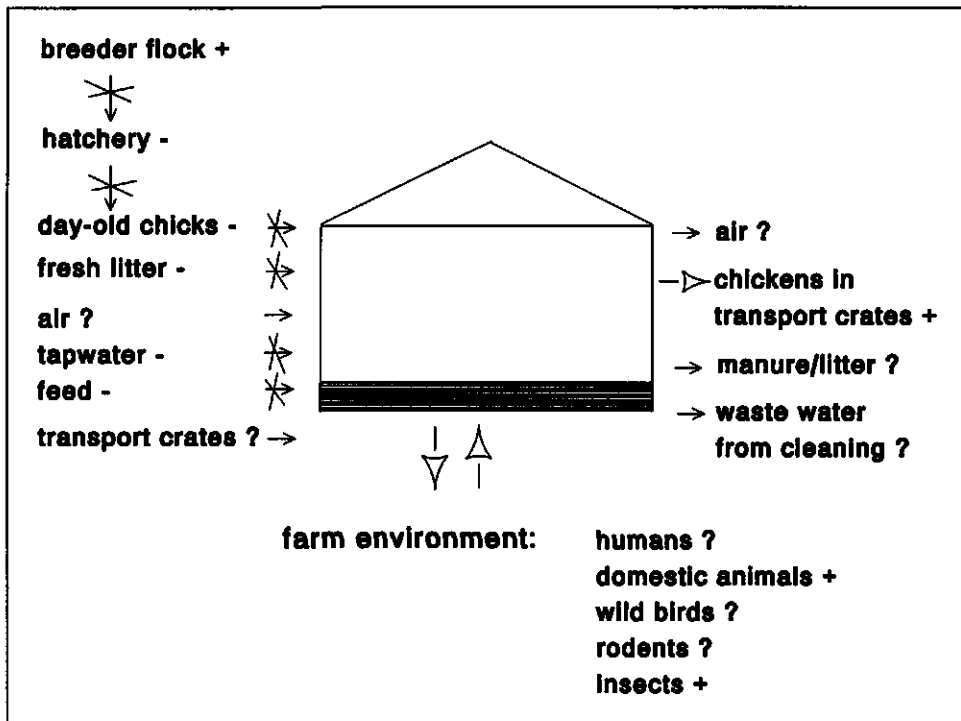 breeder flock +
hatchery -
day-old chicks -
fresh litter -
air ?
tapwater -
feed -
transport crates ?
air ?
chickens in
transport crates +
manure/litter ?
waste water
from cleaning ?
farm environment:
humans ?
domestic animals +
wild birds ?
rodents ?
insects +